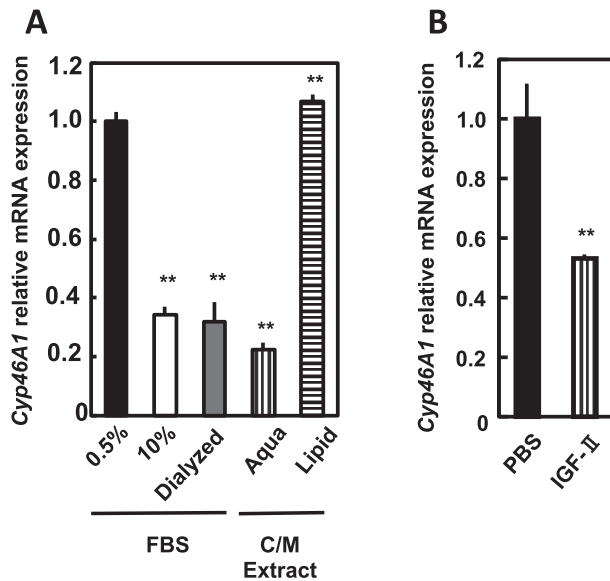 A
Cyp46A1 relative mRNA expression
1.2
1.0
0.8
0.6
0.4
0.2
0
**
**
**
**
0.5%
10%
Dialyzed
Aqua
Lipid
FBS
C/M
Extract
B
Cyp46A1 relative mRNA expression
1.2
1.0
0.8
0.6
0.4
0.2
0
**
PBS
IGF-II